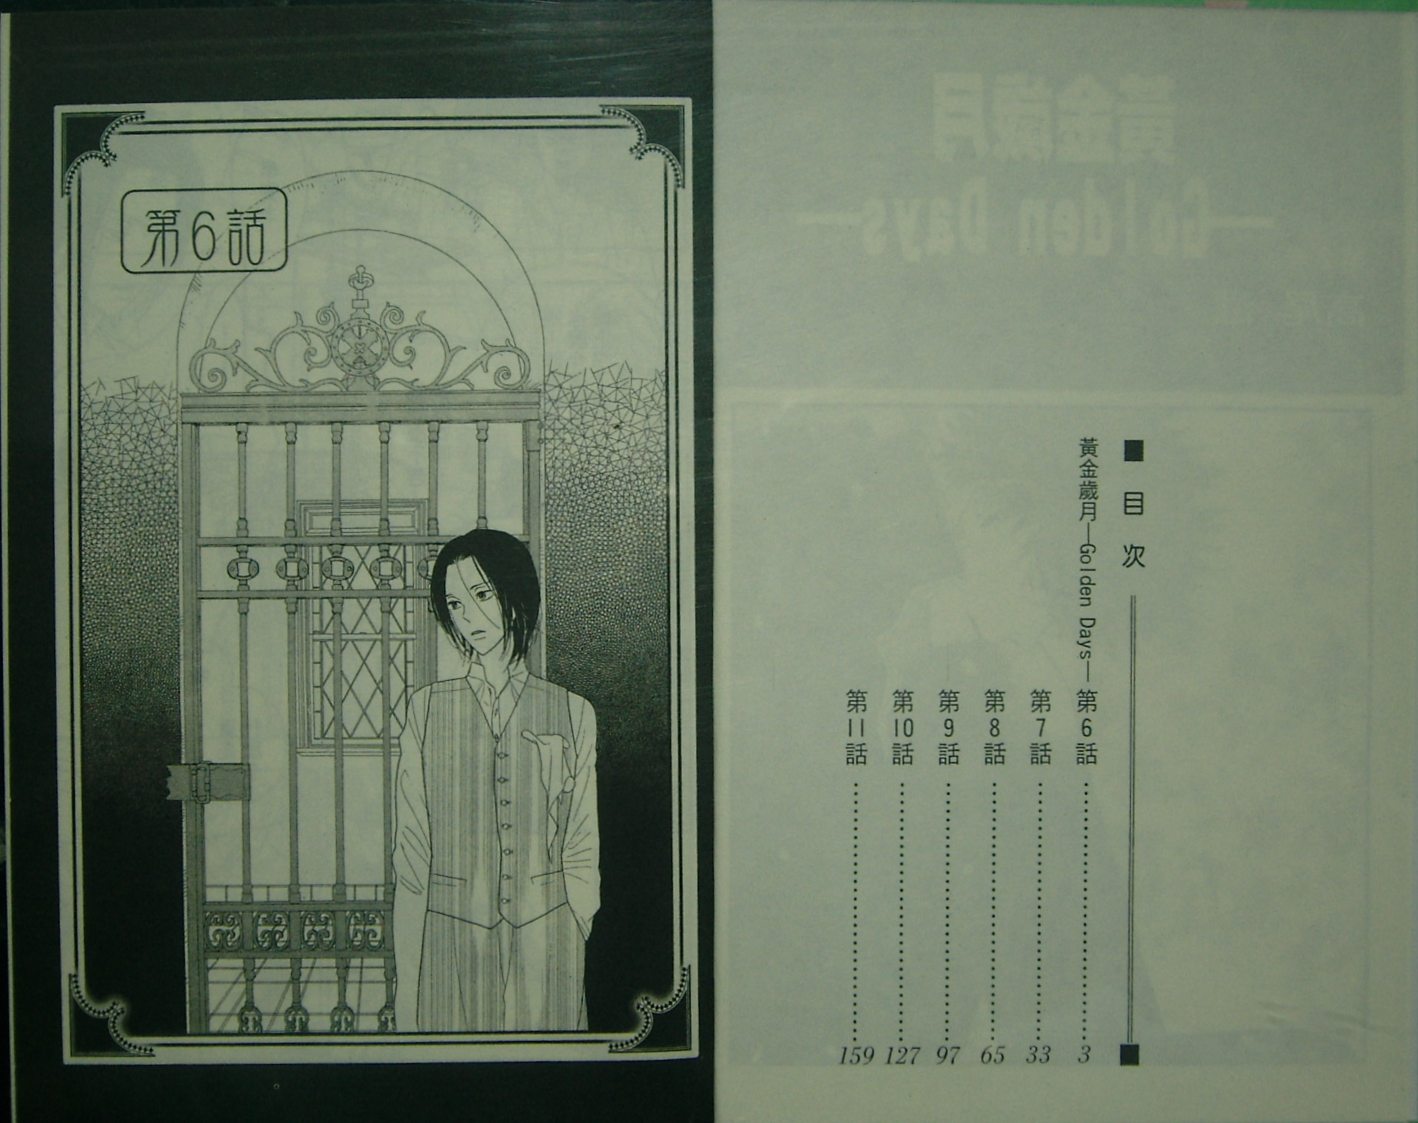 黃金歲月
—Golden Days—
■目次
黃金歲月—Golden Days—
第6話……3
第7話……33
第8話……65
第9話……97
第10話……127
第11話……159
第6話